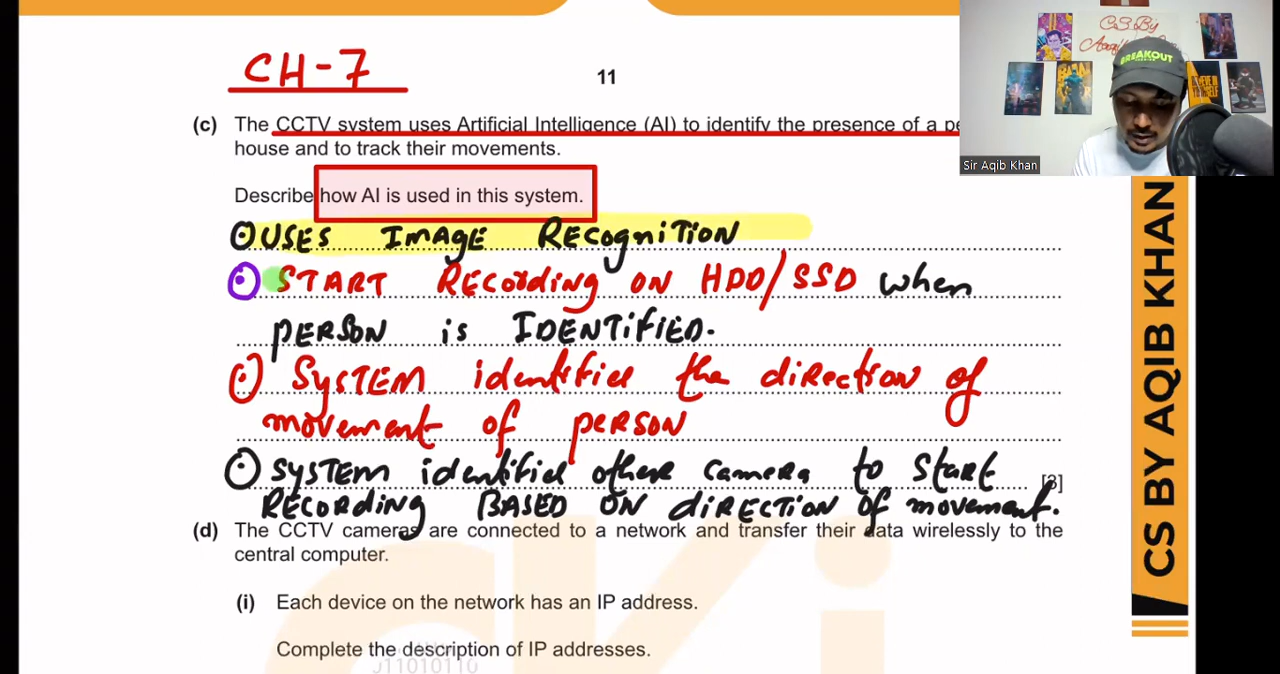 CH-7
11
CS By
BREAKOUT
Sir Aqib Khan
(c) The CCTV system uses Artificial Intelligence (AI) to identify the presence of a
house and to track their movements.
Describe how AI is used in this system.
USES IMAGE RECOGNITION
START RECORDING ON HDD/SSD when
PERSON is IDENTIFIED.
SYSTEM identifies the direction of
movement of PERSON
SYSTEM identifies other camera to START
[3]
RECORDING BASED ON DIRECTION of movement.
(d) The CCTV cameras are connected to a network and transfer their data wirelessly to the
central computer.
(i) Each device on the network has an IP address.
Complete the description of IP addresses.
011010110
CS BY AQIB KHAN